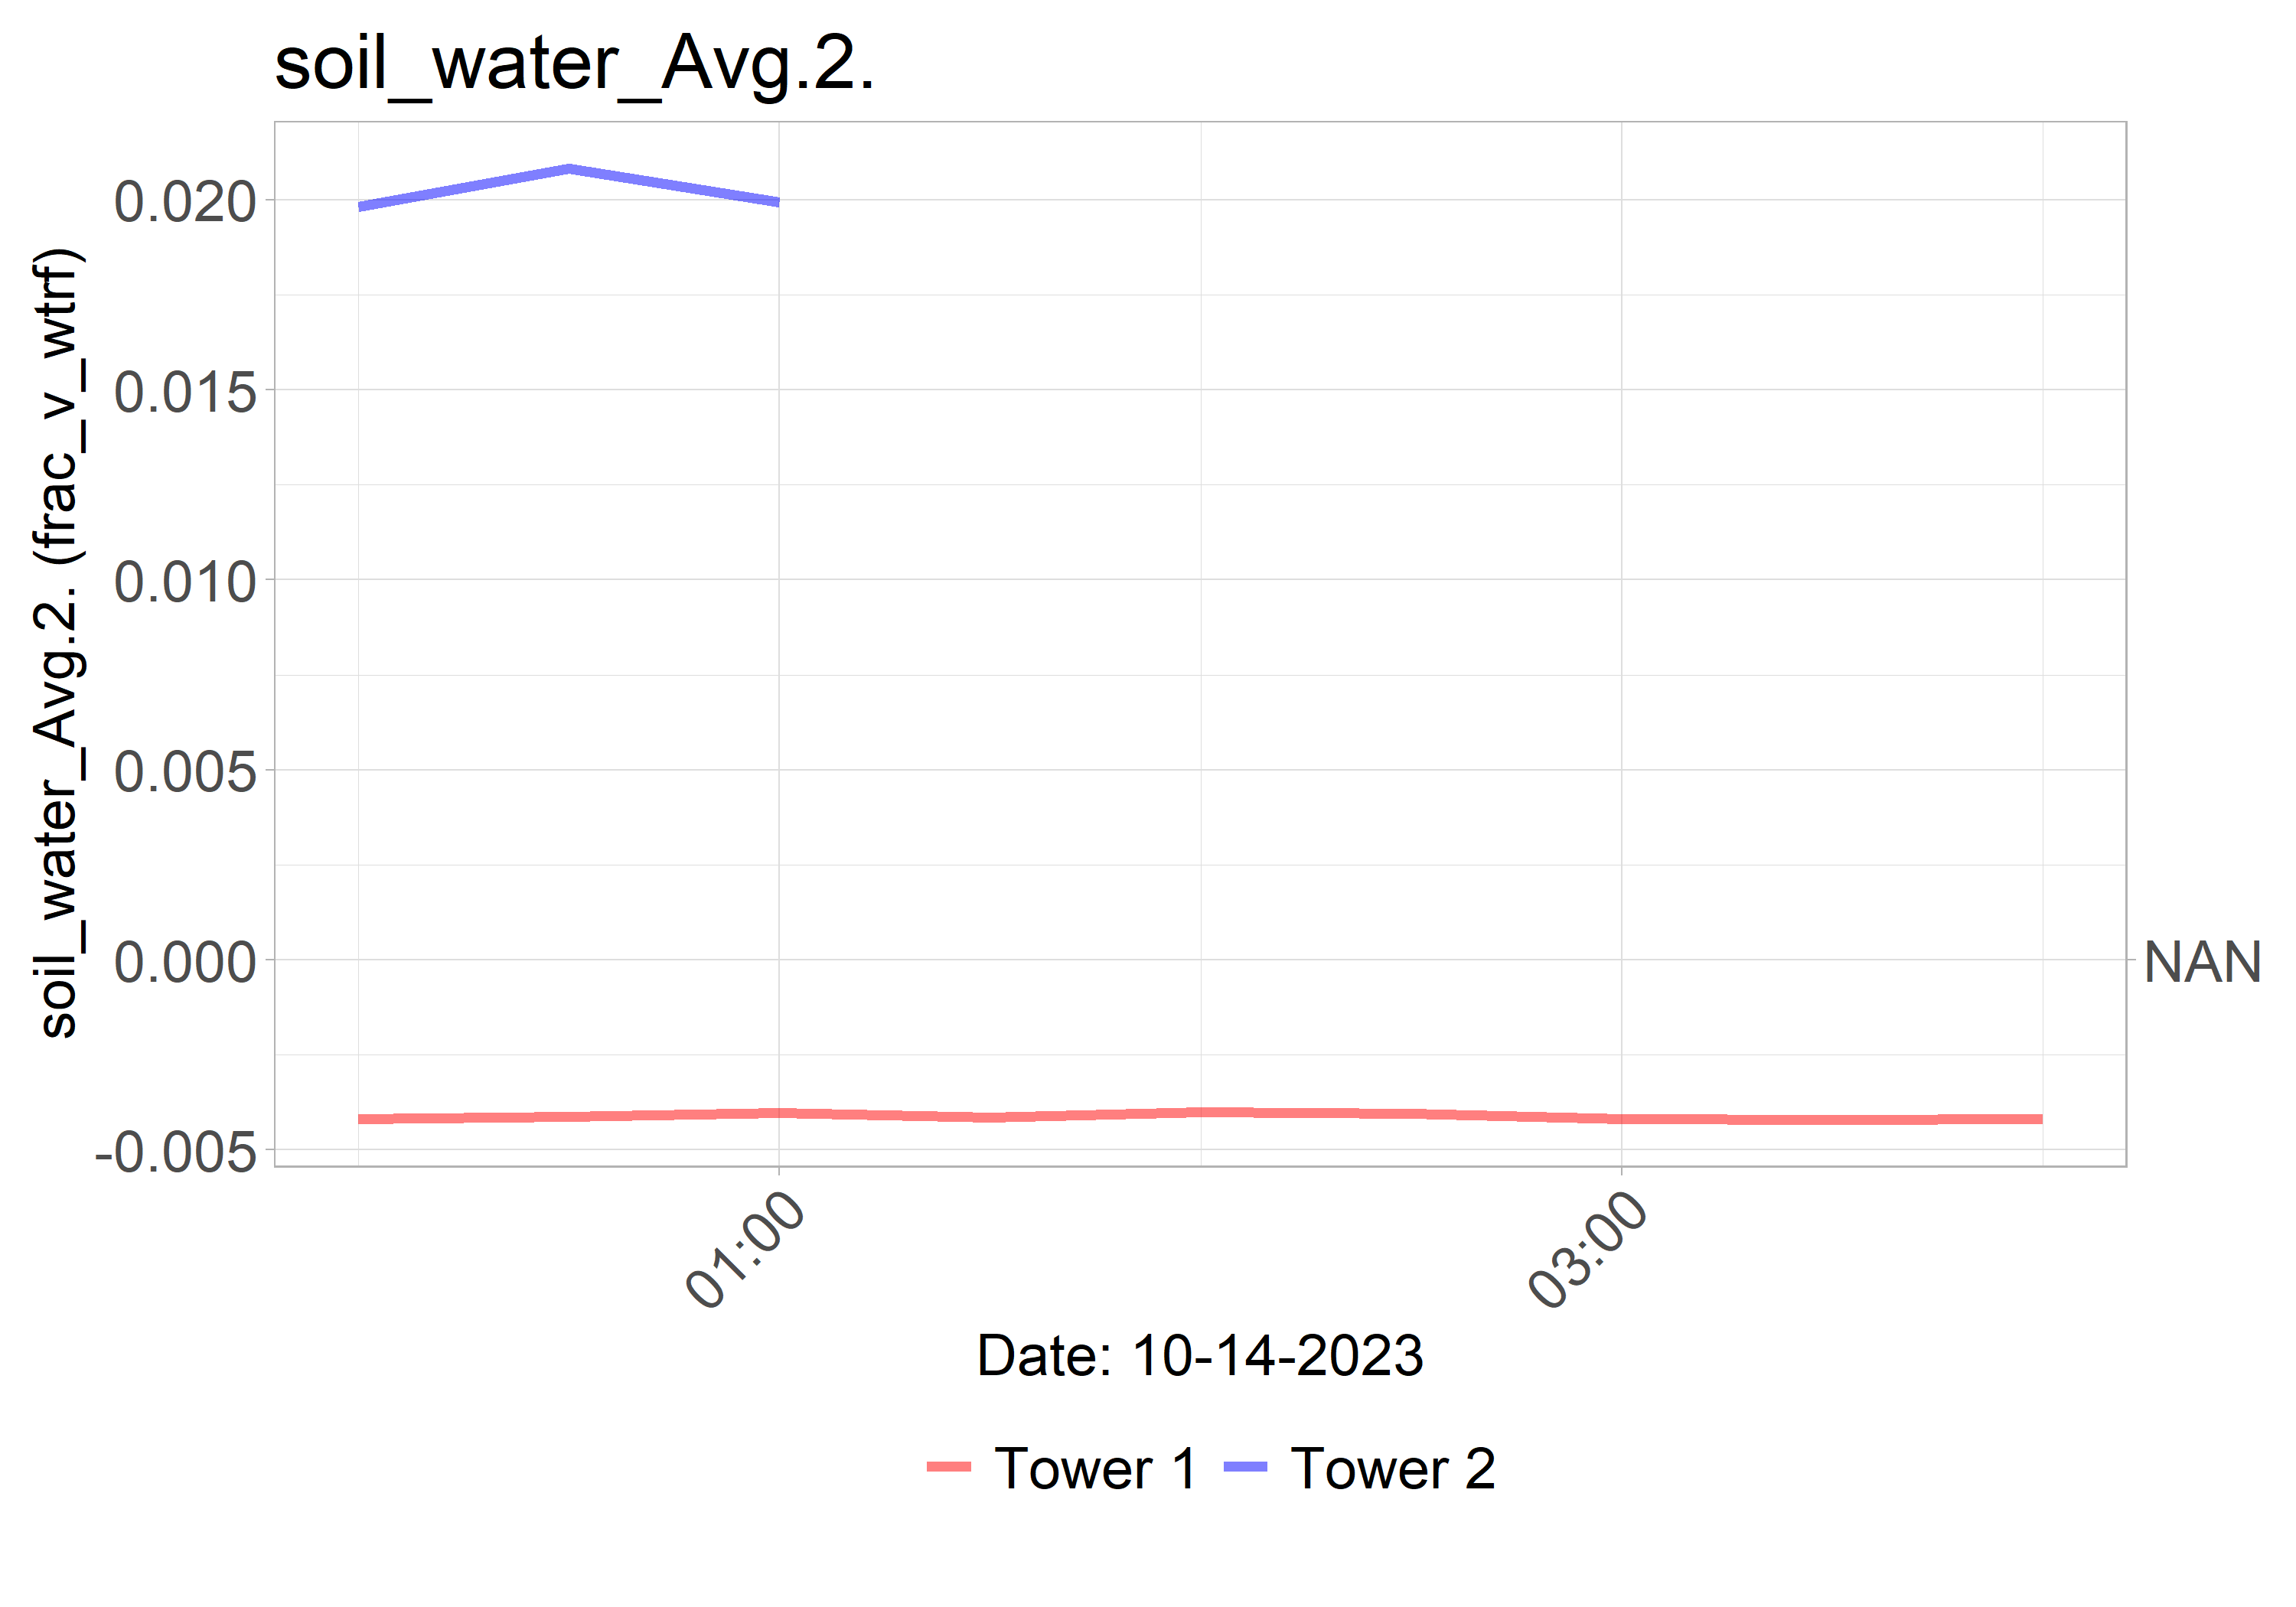 soil_water_Avg.2.
soil_water_Avg.2. (frac_v_wtrf)
0.020
0.015
0.010
0.005
0.000
-0.005
NAN
01:00
03:00
Date: 10-14-2023
Tower 1
Tower 2